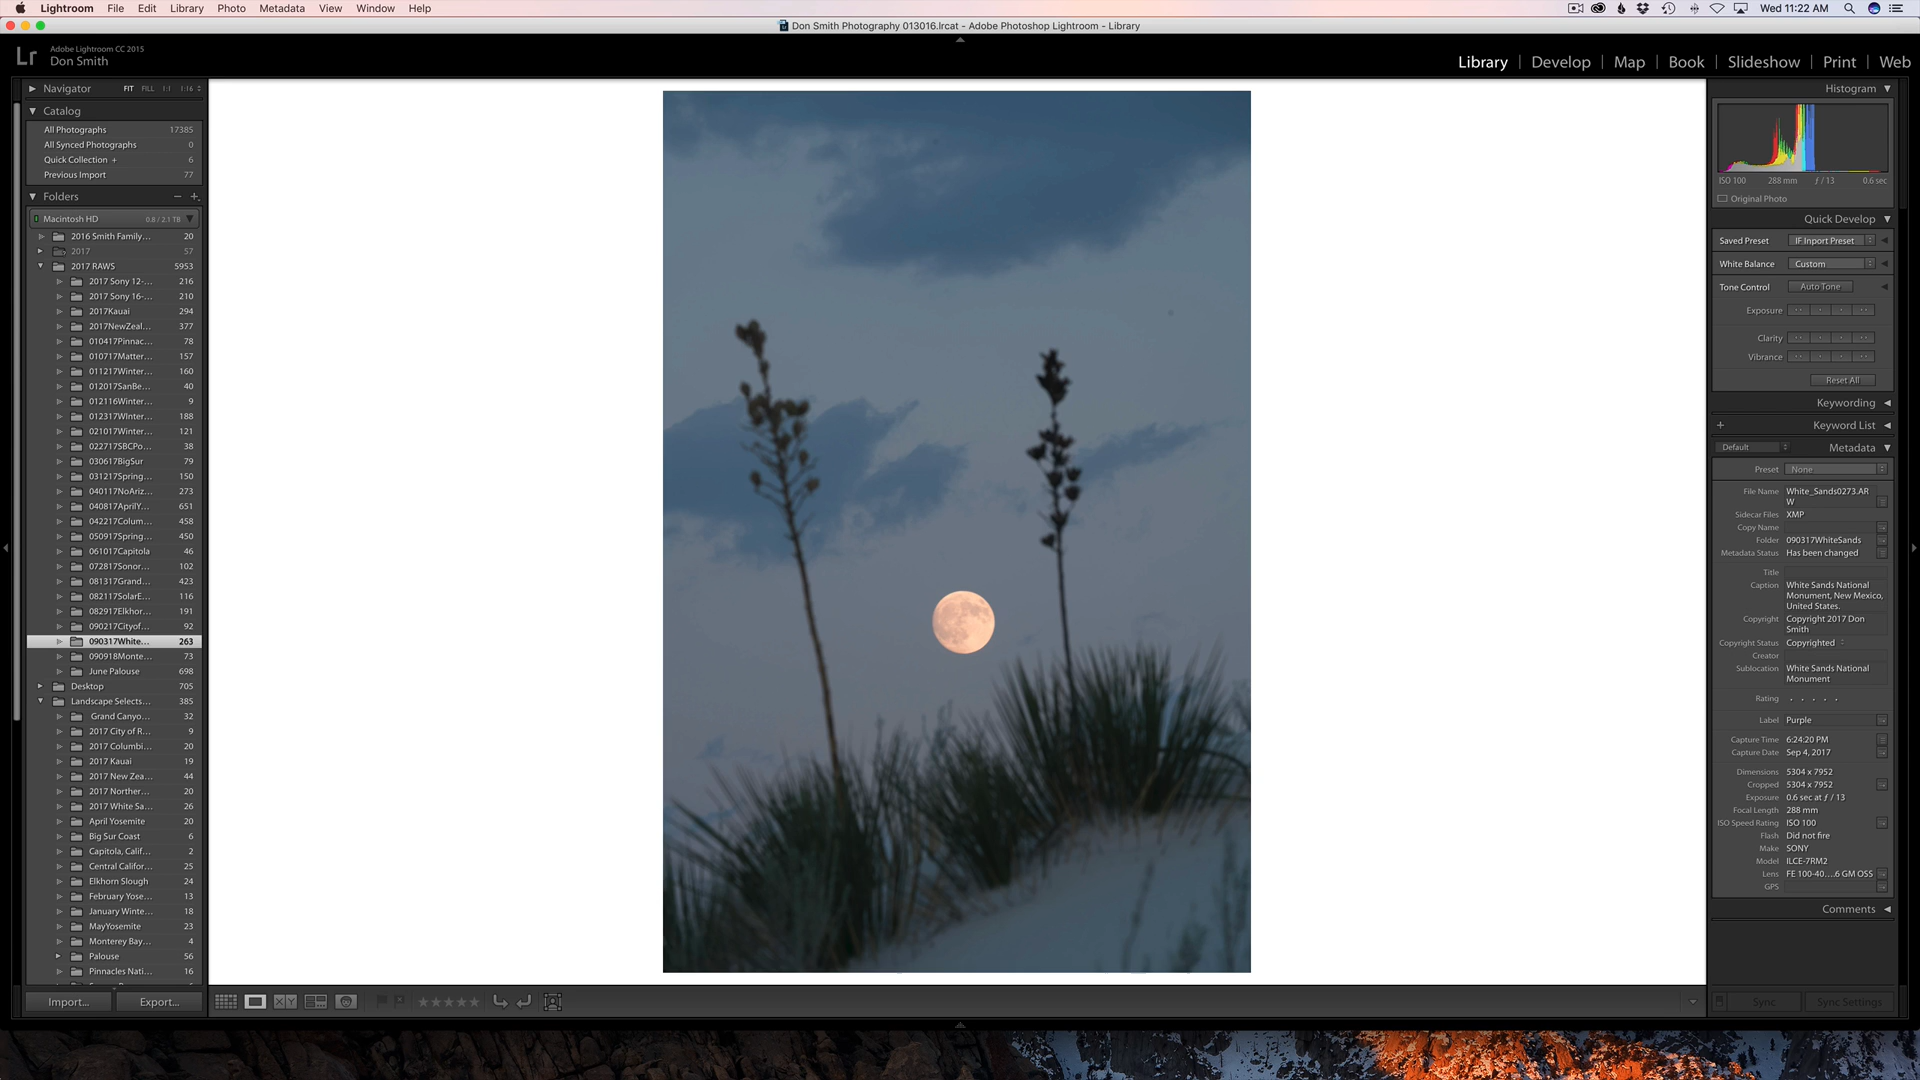 Lightroom File Edit Library Photo Metadata View Window Help Wed 11:22 AM
Don Smith Photography 013016.lrcat - Adobe Photoshop Lightroom - Library
Lr
Adobe Lightroom CC 2015
Don Smith
Library | Develop | Map | Book | Slideshow | Print | Web
Navigator FIT FILL 1:1 1:16
Catalog
All Photographs 17385
All Synced Photographs 0
Quick Collection + 6
Previous Import 77
Folders
Macintosh HD 0.8 / 2.1 TB
2016 Smith Family... 20
2017 57
2017 RAWS 5953
2017 Sony 12-... 216
2017 Sony 16-... 210
2017Kauai 294
2017NewZeal... 377
010417Pinnac... 78
010717Matter... 157
011217Winter... 160
012017SanBe... 40
012116Winter... 9
012317WInter... 188
021017Winter... 121
022717SBCPo... 38
030617BigSur 79
031217Spring... 150
040117NoAriz... 273
040817AprilY... 651
042217Colum... 458
050917Spring... 450
061017Capitola 46
072817Sonor... 102
081317Grand... 423
082117SolarE... 116
082917Elkhor... 191
090217Cityof... 92
090317White... 263
090918Monte... 73
June Palouse 698
Desktop 705
Landscape Selects... 385
Grand Canyo... 32
2017 City of R... 9
2017 Columbi... 20
2017 Kauai 19
2017 New Zea... 44
2017 Norther... 20
2017 White Sa... 26
April Yosemite 20
Big Sur Coast 6
Capitola, Calif... 2
Central Califor... 25
Elkhorn Slough 24
February Yose... 13
January Winte... 18
MayYosemite 23
Monterey Bay... 4
Palouse 56
Pinnacles Nati... 16
Import... Export...
Histogram
ISO 100 288 mm ƒ / 13 0.6 sec
Original Photo
Quick Develop
Saved Preset IF Inport Preset
White Balance Custom
Tone Control Auto Tone
Exposure
Clarity
Vibrance
Reset All
Keywording
+ Keyword List
Default Metadata
Preset None
File Name White_Sands0273.AR
W
Sidecar Files XMP
Copy Name
Folder 090317WhiteSands
Metadata Status Has been changed
Title
Caption White Sands National
Monument, New Mexico,
United States.
Copyright Copyright 2017 Don
Smith
Copyright Status Copyrighted
Creator
Sublocation White Sands National
Monument
Rating
Label Purple
Capture Time 6:24:20 PM
Capture Date Sep 4, 2017
Dimensions 5304 x 7952
Cropped 5304 x 7952
Exposure 0.6 sec at ƒ / 13
Focal Length 288 mm
ISO Speed Rating ISO 100
Flash Did not fire
Make SONY
Model ILCE-7RM2
Lens FE 100-40....6 GM OSS
GPS
Comments
Sync Sync Settings